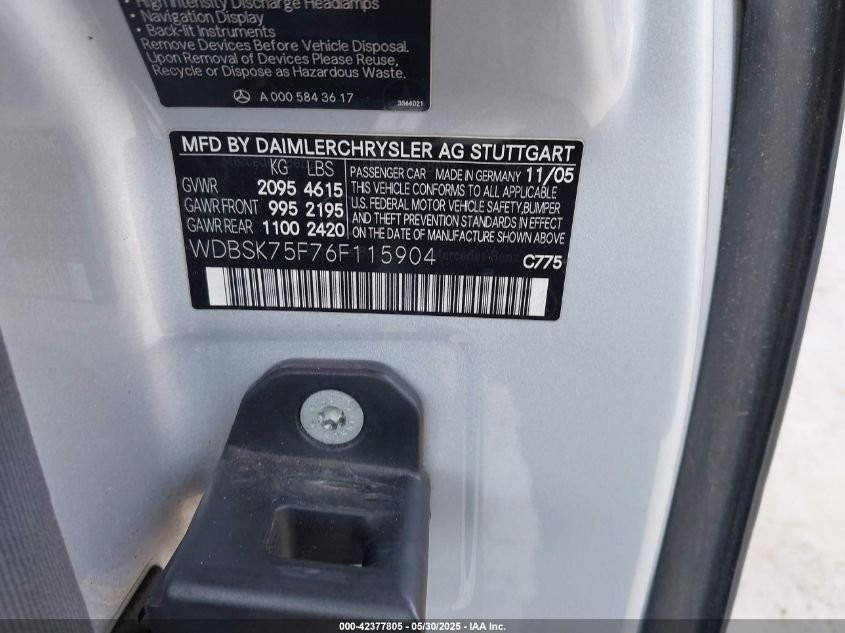 • High Intensity Discharge Headlamps
• Navigation Display
• Back-lit Instruments
Remove Devices Before Vehicle Disposal.
Upon Removal of Devices Please Reuse,
Recycle or Dispose as Hazardous Waste.
A 000 584 36 17
3366021
MFD BY DAIMLERCHRYSLER AG STUTTGART
KG LBS
GVWR 2095 4615
GAWR FRONT 995 2195
GAWR REAR 1100 2420
PASSENGER CAR MADE IN GERMANY 11/05
THIS VEHICLE CONFORMS TO ALL APPLICABLE
U.S. FEDERAL MOTOR VEHICLE SAFETY, BUMPER
AND THEFT PREVENTION STANDARDS IN EFFECT
ON DATE OF MANUFACTURE SHOWN ABOVE
WDBSK75F76F115904
Mercedes-Benz
C775
000-42377805 - 05/30/2025 - IAA Inc.